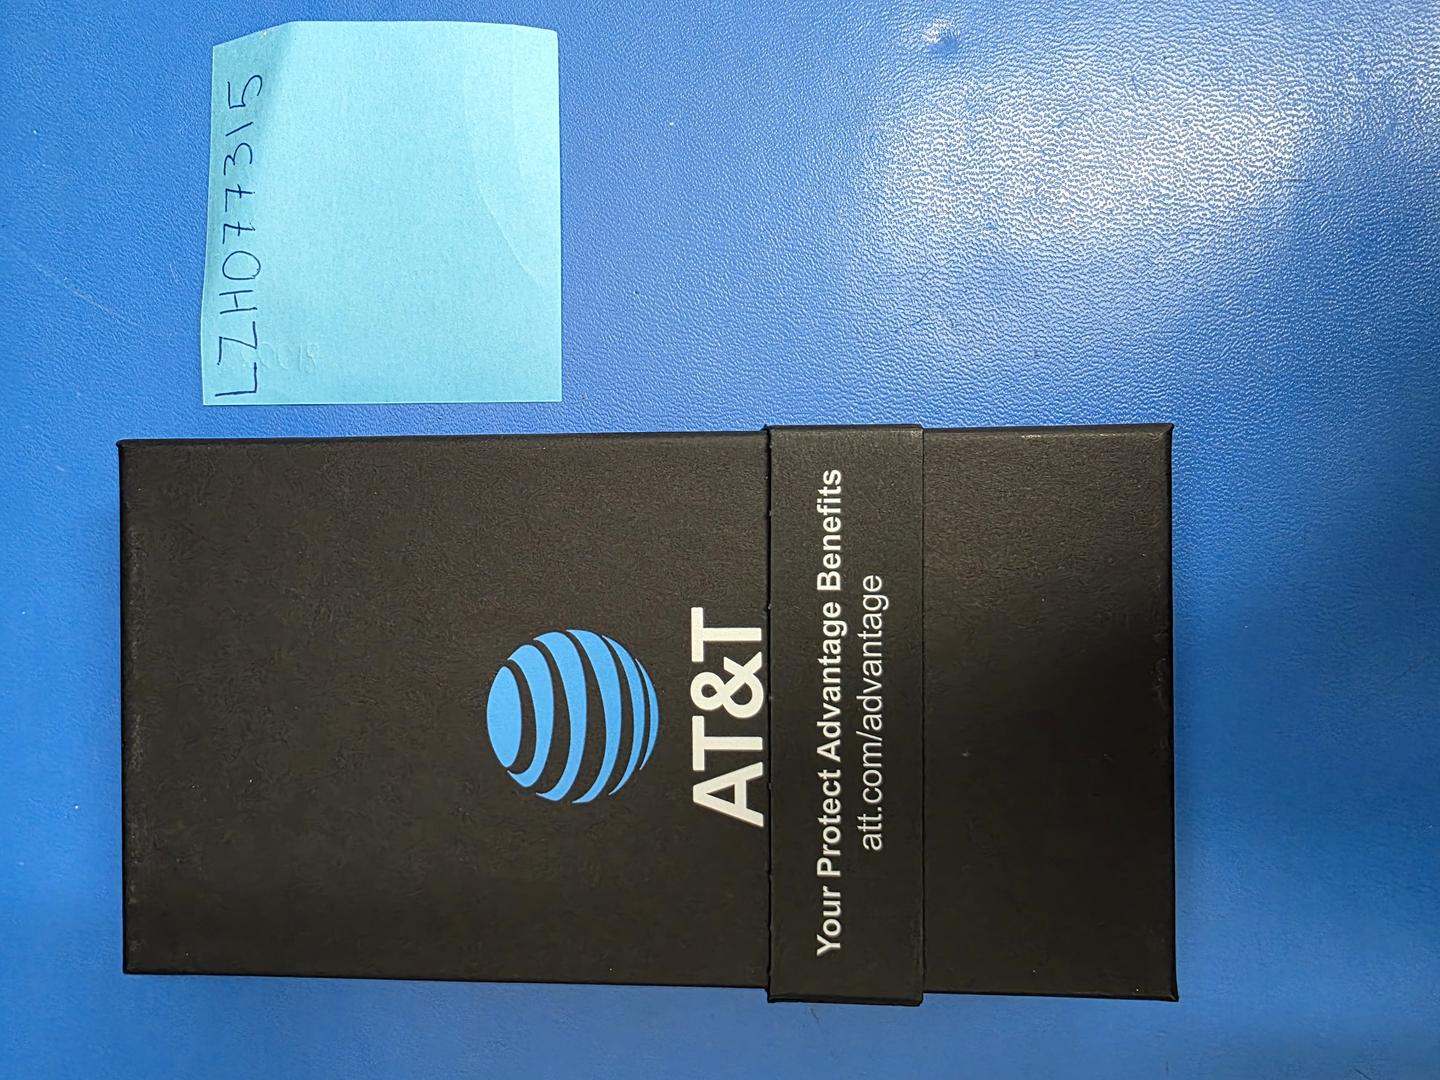 LZH077315
AT&T
Your Protect Advantage Benefits
att.com/advantage